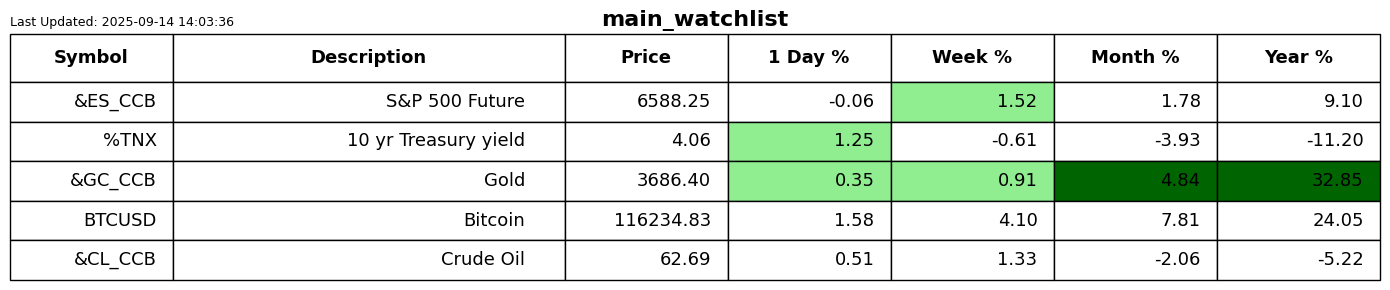 Last Updated: 2025-09-14 14:03:36
main_watchlist
Symbol Description Price 1 Day % Week % Month % Year %
&ES_CCB S&P 500 Future 6588.25 -0.06 1.52 1.78 9.10
%TNX 10 yr Treasury yield 4.06 1.25 -0.61 -3.93 -11.20
&GC_CCB Gold 3686.40 0.35 0.91 4.84 32.85
BTCUSD Bitcoin 116234.83 1.58 4.10 7.81 24.05
&CL_CCB Crude Oil 62.69 0.51 1.33 -2.06 -5.22